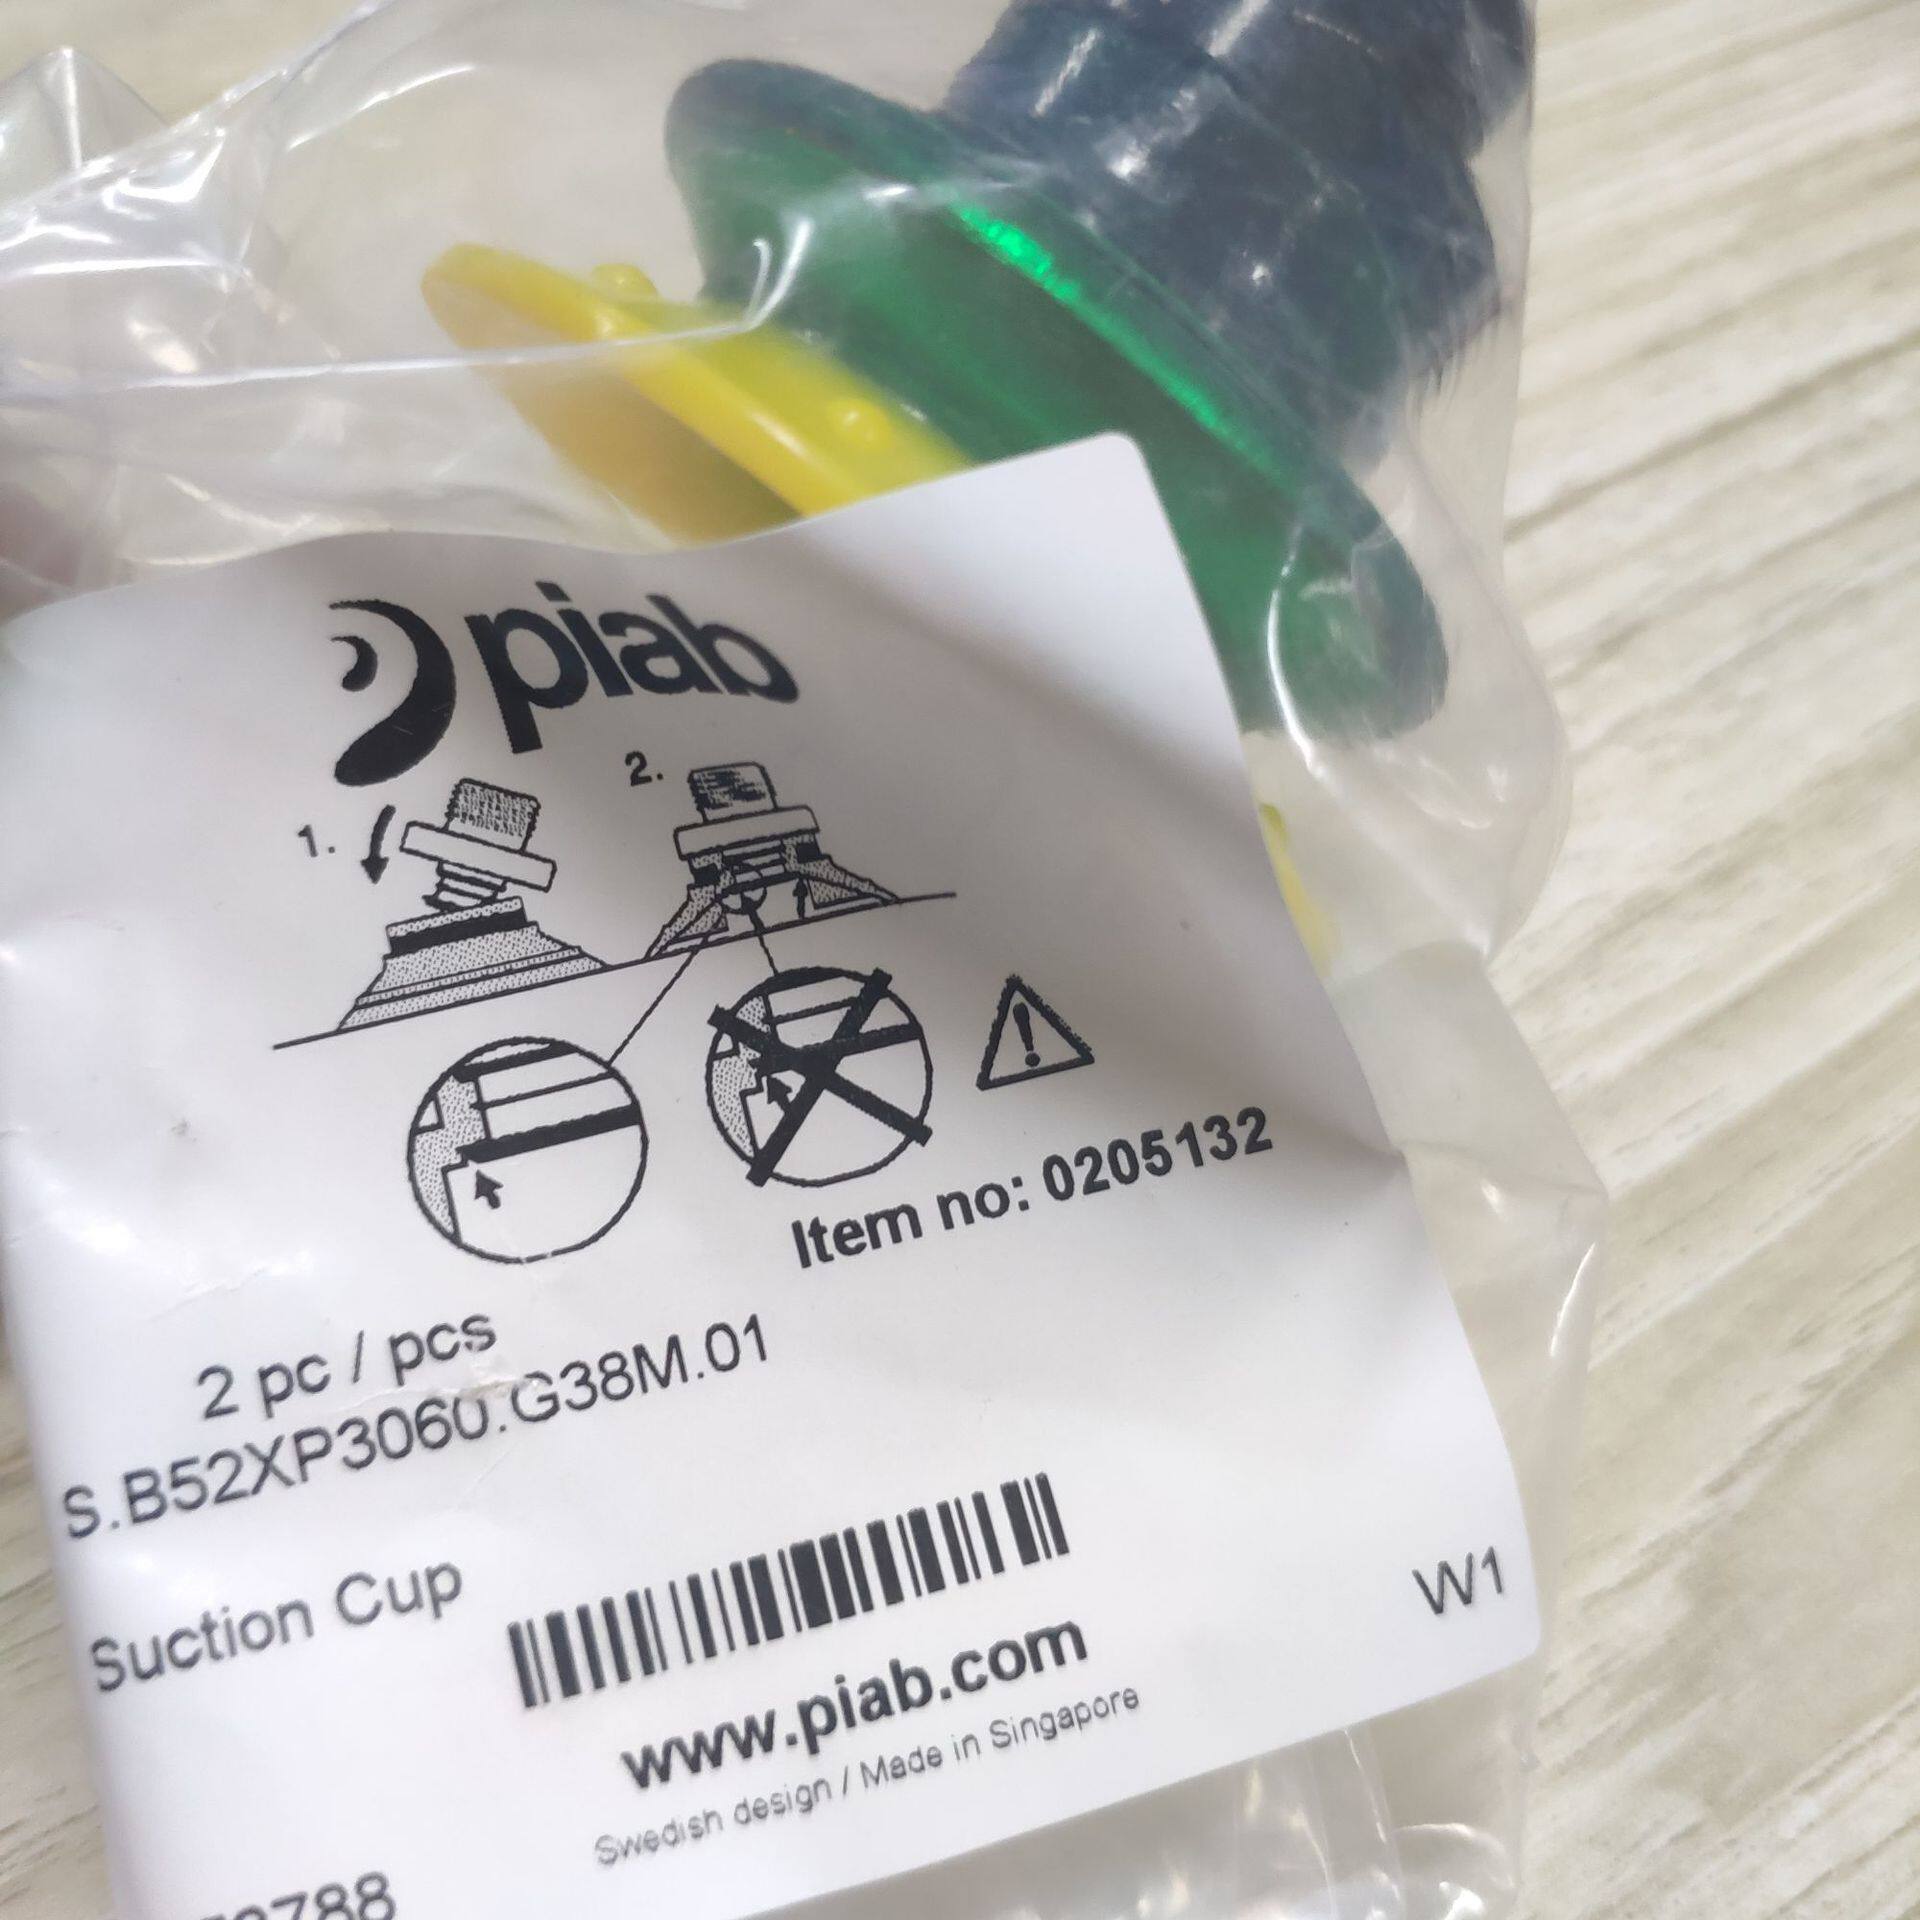 piab
1.
2.
Item no: 0205132
2 pc / pcs
S.B52XP3060.G38M.01
Suction Cup
W1
www.piab.com
Swedish design / Made in Singapore